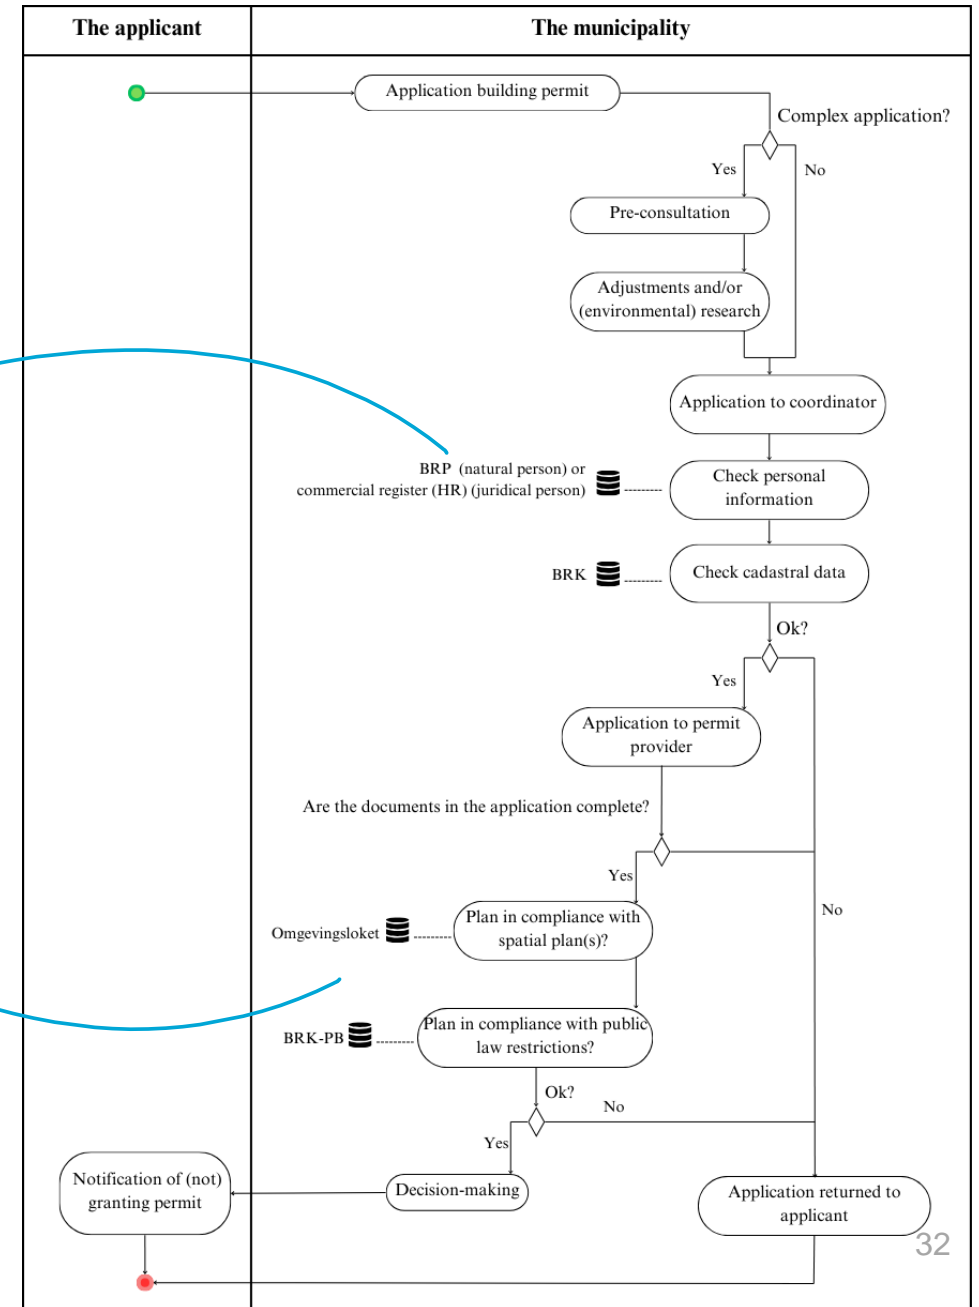 The applicant
The municipality
Application building permit
Complex application?
Yes
No
Pre-consultation
Adjustments and/or
(environmental) research
Application to coordinator
BRP (natural person) or
commercial register (HR) (juridical person)
Check personal
information
BRK
Check cadastral data
Ok?
Yes
Application to permit
provider
Are the documents in the application complete?
Yes
No
Omgevingsloket
Plan in compliance with
spatial plan(s)?
BRK-PB
Plan in compliance with public
law restrictions?
Ok?
No
Yes
Notification of (not)
granting permit
Decision-making
Application returned to
applicant
32